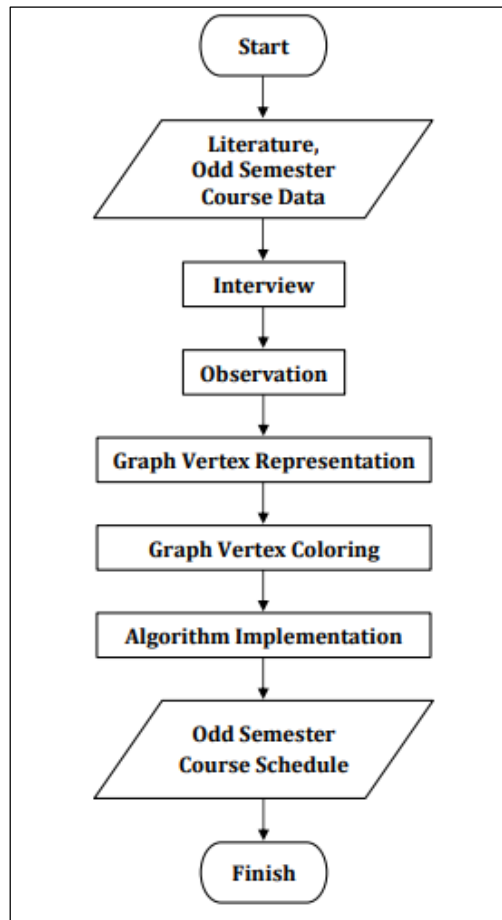 Start
Literature,
Odd Semester
Course Data
Interview
Observation
Graph Vertex Representation
Graph Vertex Coloring
Algorithm Implementation
Odd Semester
Course Schedule
Finish